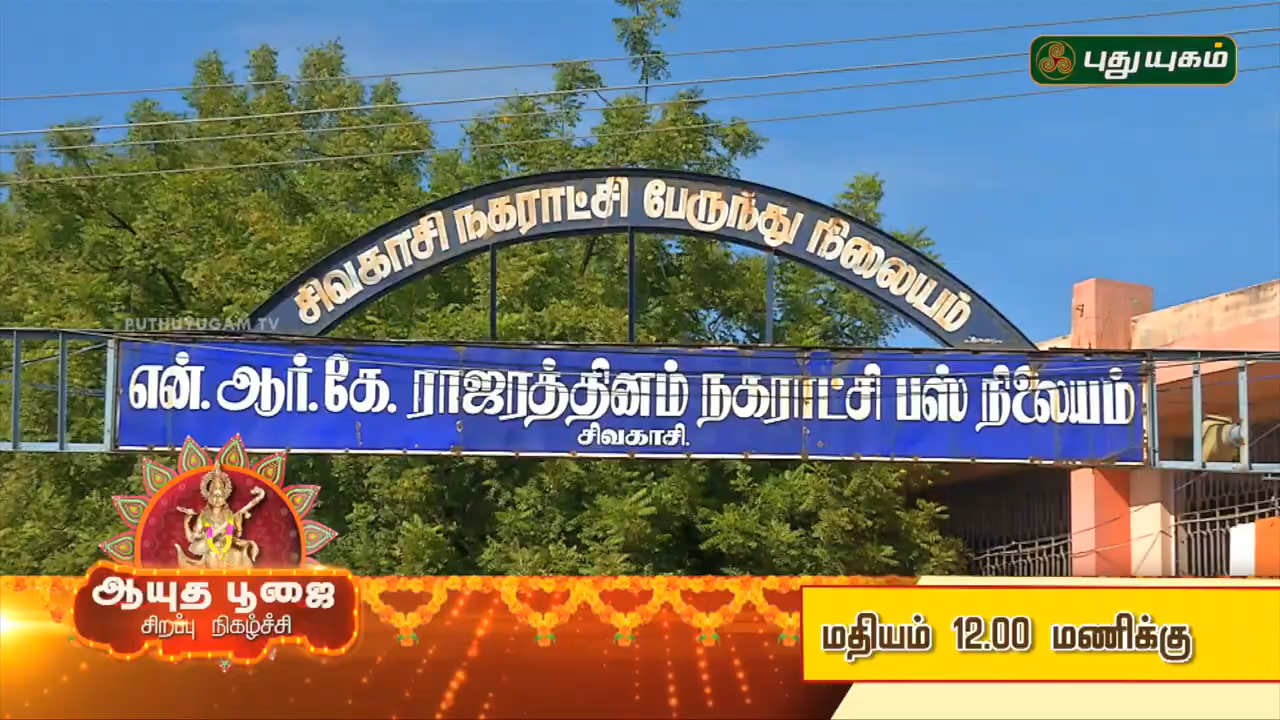 புதுயுகம்
சிவகாசி நகராட்சி பேருந்து நிலையம்
PUTHUYUGAM TV
என். ஆர். கே. ராஜரத்தினம் நகராட்சி பஸ் நிலையம்
சிவகாசி.
ஆயுத பூஜை
சிறப்பு நிகழ்ச்சி
மதியம் 12.00 மணிக்கு